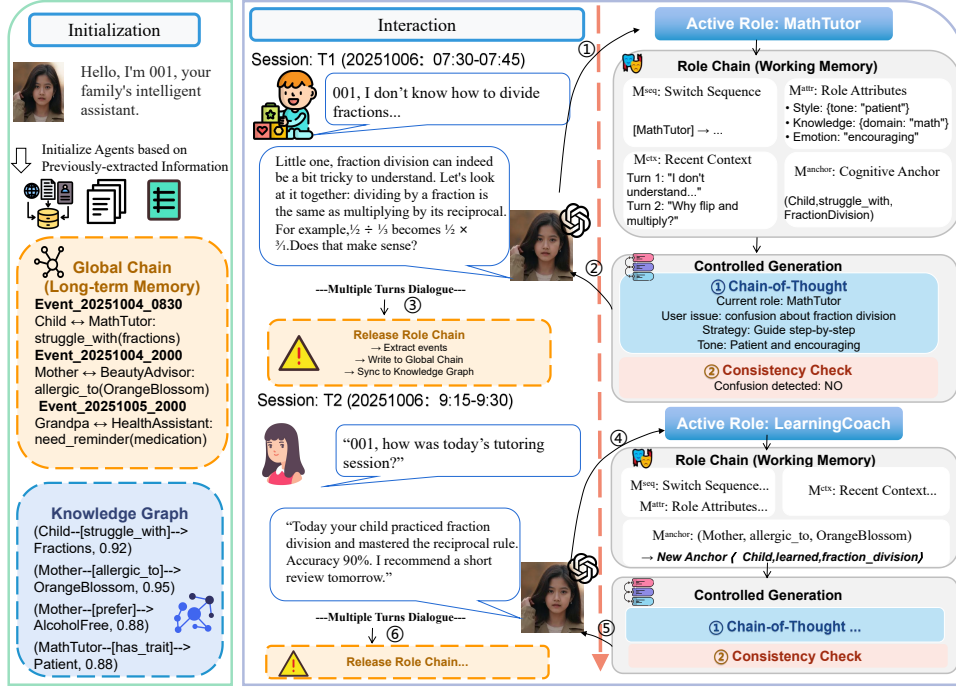 Initialization
Hello, I'm 001, your
family's intelligent
assistant.
Initialize Agents based on
Previously-extracted Information
Global Chain
(Long-term Memory)
Event_20251004_0830
Child ↔ MathTutor:
struggle_with(fractions)
Event_20251004_2000
Mother ↔ BeautyAdvisor:
allergic_to(OrangeBlossom)
Event_20251005_2000
Grandpa ↔ HealthAssistant:
need_reminder(medication)
Knowledge Graph
(Child--[struggle_with]-->
Fractions, 0.92)
(Mother--[allergic_to]-->
OrangeBlossom, 0.95)
(Mother--[prefer]-->
AlcoholFree, 0.88)
(MathTutor--[has_trait]-->
Patient, 0.88)
Interaction
Session: T1 (20251006：07:30-07:45)
001, I don't know how to divide
fractions...
Little one, fraction division can indeed
be a bit tricky to understand. Let's look
at it together: dividing by a fraction is
the same as multiplying by its reciprocal.
For example,½ ÷ ⅓ becomes ½ ×
³⁄₁.Does that make sense?
---Multiple Turns Dialogue---
③
Release Role Chain
→ Extract events
→ Write to Global Chain
→ Sync to Knowledge Graph
Session: T2 (20251006：9:15-9:30)
“001, how was today’s tutoring
session?”
“Today your child practiced fraction
division and mastered the reciprocal rule.
Accuracy 90%. I recommend a short
review tomorrow.”
---Multiple Turns Dialogue---
⑥
Release Role Chain...
①
②
④
⑤
Active Role: MathTutor
Role Chain (Working Memory)
Mˢᵉq: Switch Sequence
[MathTutor] → ...
Mᵃᵗᵗʳ: Role Attributes
• Style: {tone: "patient"}
• Knowledge: {domain: "math"}
• Emotion: "encouraging"
Mᶜᵗˣ: Recent Context
Turn 1: "I don't
understand..."
Turn 2: "Why flip and
multiply?"
Mᵃⁿᶜʰᵒʳ: Cognitive Anchor
(Child,struggle_with,
FractionDivision)
Controlled Generation
① Chain-of-Thought
Current role: MathTutor
User issue: confusion about fraction division
Strategy: Guide step-by-step
Tone: Patient and encouraging
② Consistency Check
Confusion detected: NO
Active Role: LearningCoach
Role Chain (Working Memory)
Mˢᵉq: Switch Sequence...
Mᵃᵗᵗʳ: Role Attributes...
Mᶜᵗˣ: Recent Context...
Mᵃⁿᶜʰᵒʳ: (Mother, allergic_to, OrangeBlossom)
→ New Anchor（ Child,learned,fraction_division)
Controlled Generation
① Chain-of-Thought ...
② Consistency Check